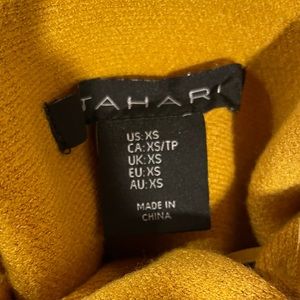 TAHARI
US:XS
CA:XS/TP
UK:XS
EU:XS
AU:XS
MADE IN
CHINA